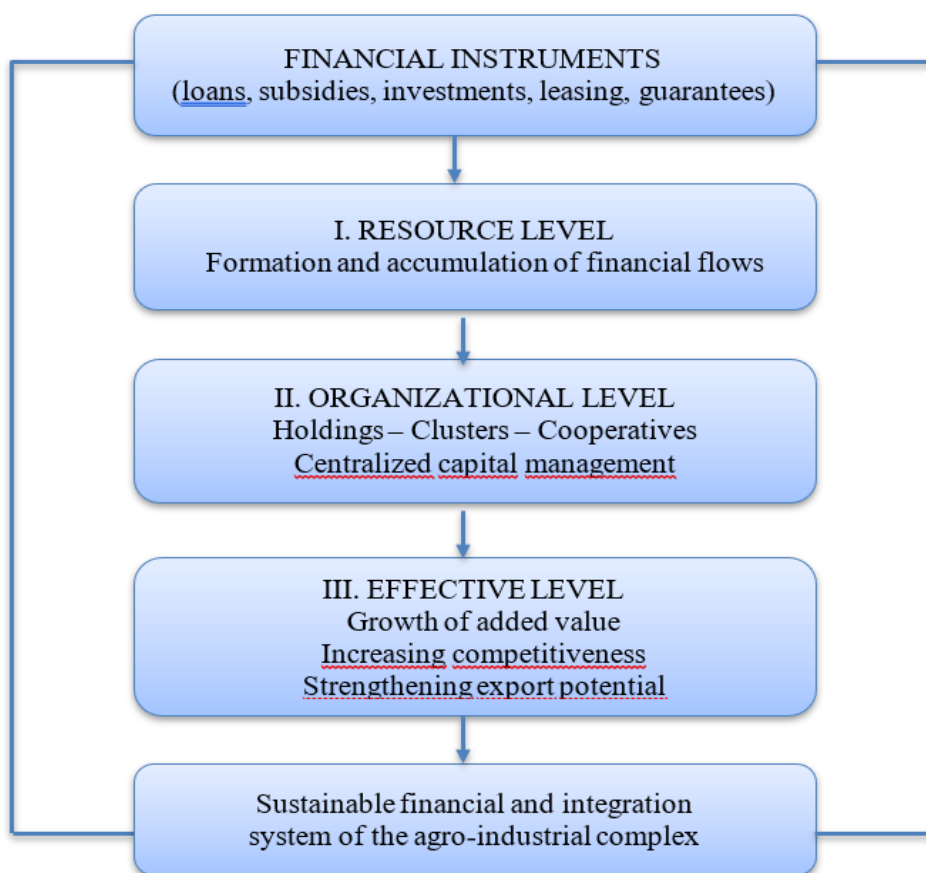 FINANCIAL INSTRUMENTS
(loans, subsidies, investments, leasing, guarantees)
I. RESOURCE LEVEL
Formation and accumulation of financial flows
II. ORGANIZATIONAL LEVEL
Holdings – Clusters – Cooperatives
Centralized capital management
III. EFFECTIVE LEVEL
Growth of added value
Increasing competitiveness
Strengthening export potential
Sustainable financial and integration
system of the agro-industrial complex